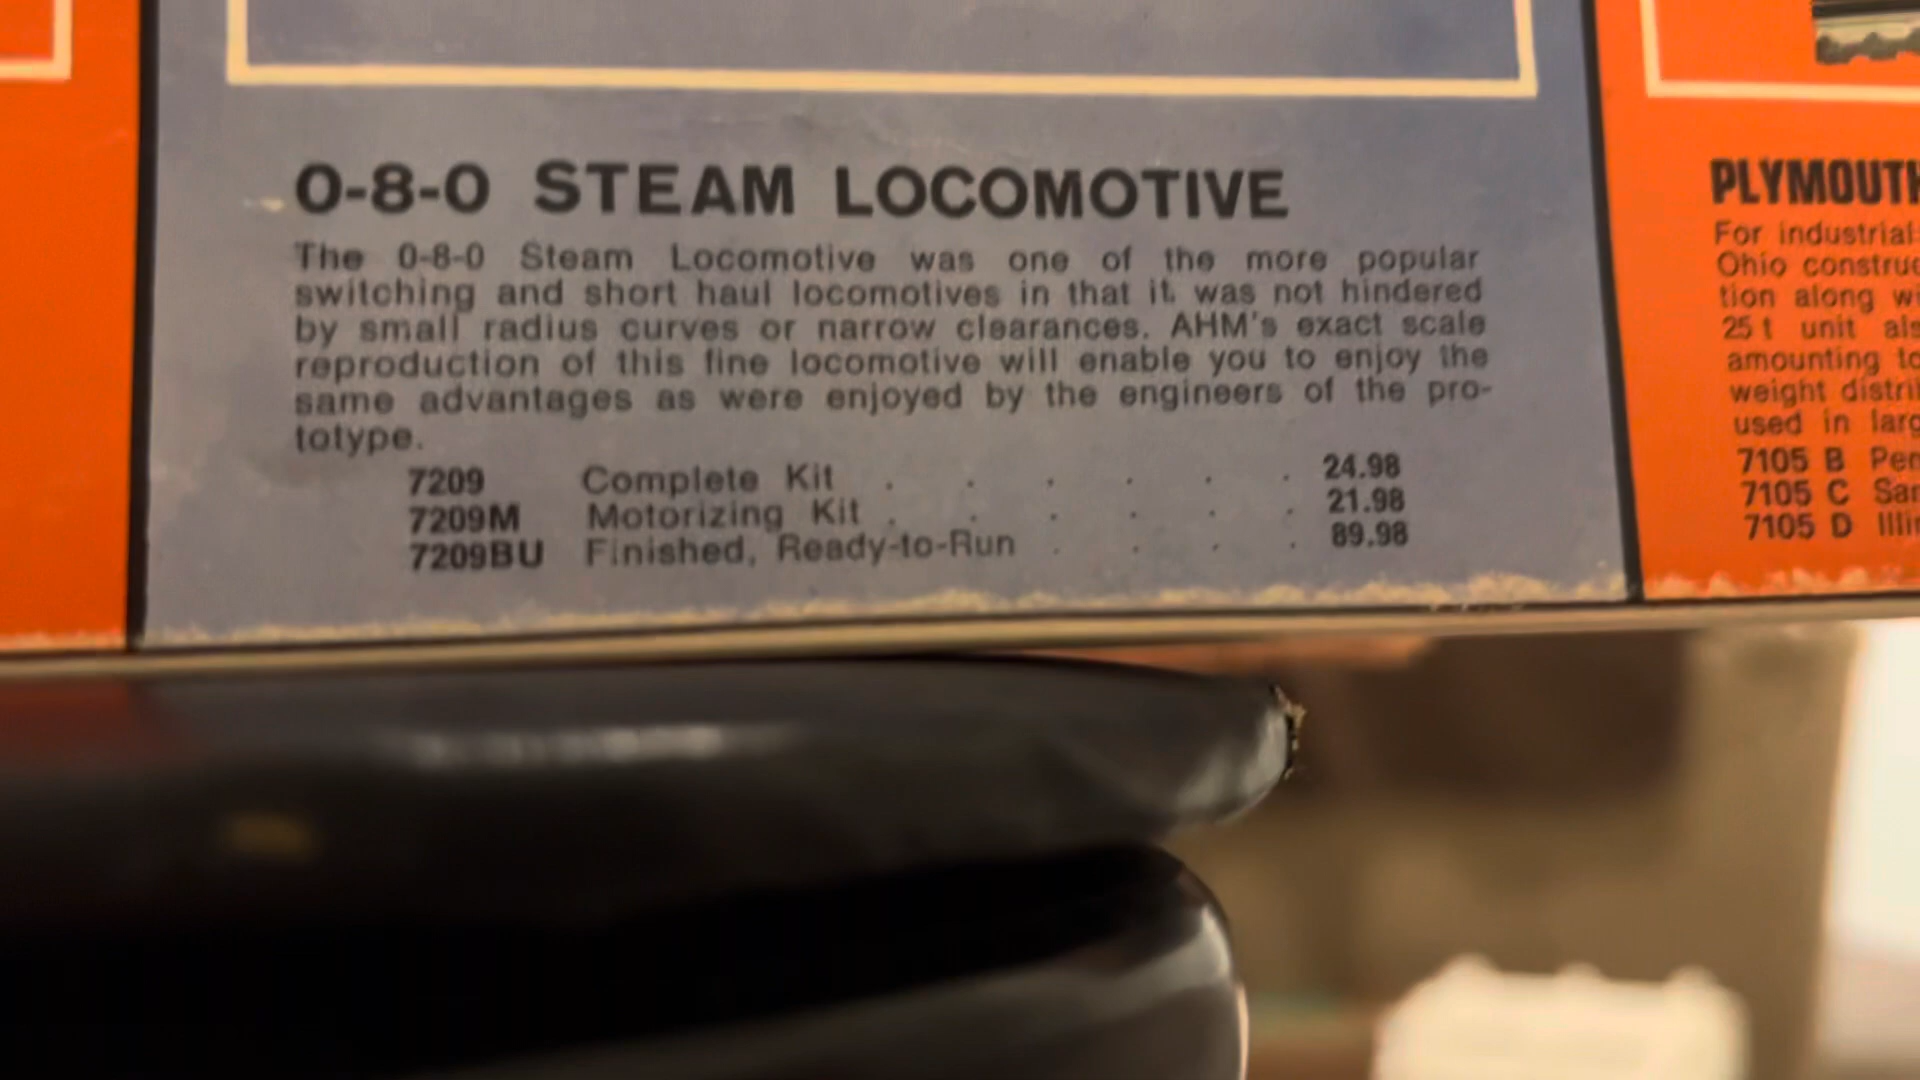 0-8-0 STEAM LOCOMOTIVE
The 0-8-0 Steam Locomotive was one of the more popular
switching and short haul locomotives in that it was not hindered
by small radius curves or narrow clearances. AHM's exact scale
reproduction of this fine locomotive will enable you to enjoy the
same advantages as were enjoyed by the engineers of the pro-
totype.
7209 Complete Kit . . . . . . 24.98
7209M Motorizing Kit . . . . . . 21.98
7209BU Finished, Ready-to-Run . . . . 89.98
PLYMOUTH
For industrial
Ohio construc
tion along wi
25 t unit als
amounting to
weight distrib
used in larg
7105 B Pen
7105 C San
7105 D Illin